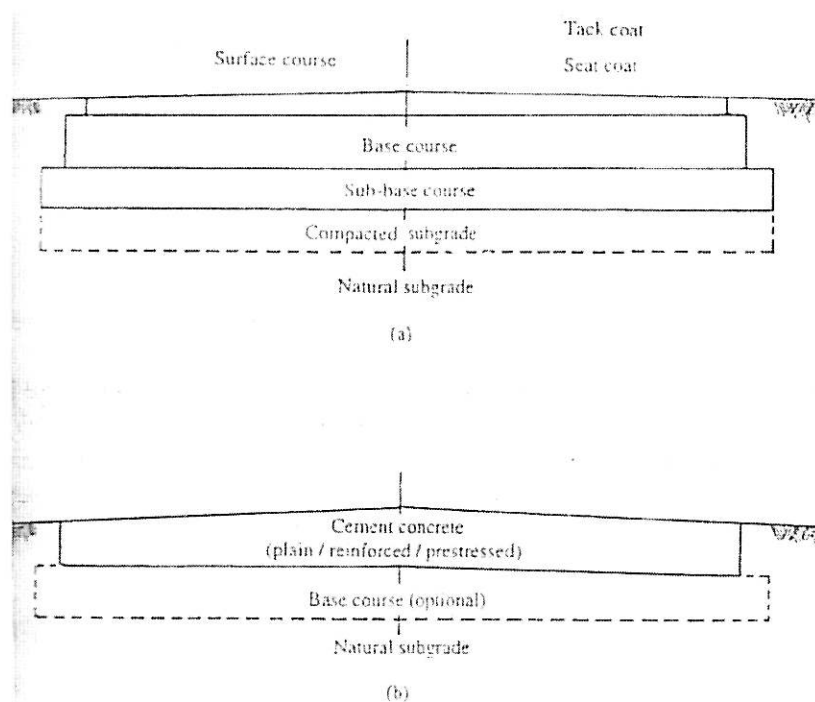 Tack coat
Surface course
Seat coat
Base course
Sub-base course
Compacted subgrade
Natural subgrade
(a)
Cement concrete
(plain / reinforced / prestressed)
Base course (optional)
Natural subgrade
(b)